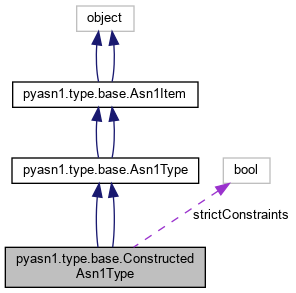 object
pyasn1.type.base.Asn1Item
pyasn1.type.base.Asn1Type
bool
strictConstraints
pyasn1.type.base.Constructed
Asn1Type